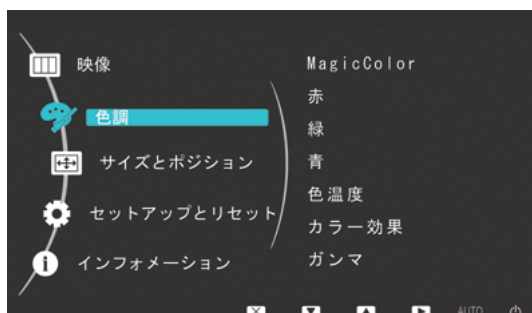 映像
色調
サイズとポジション
セットアップとリセット
インフォメーション
MagicColor
赤
緑
青
色温度
カラー効果
ガンマ
AUTO